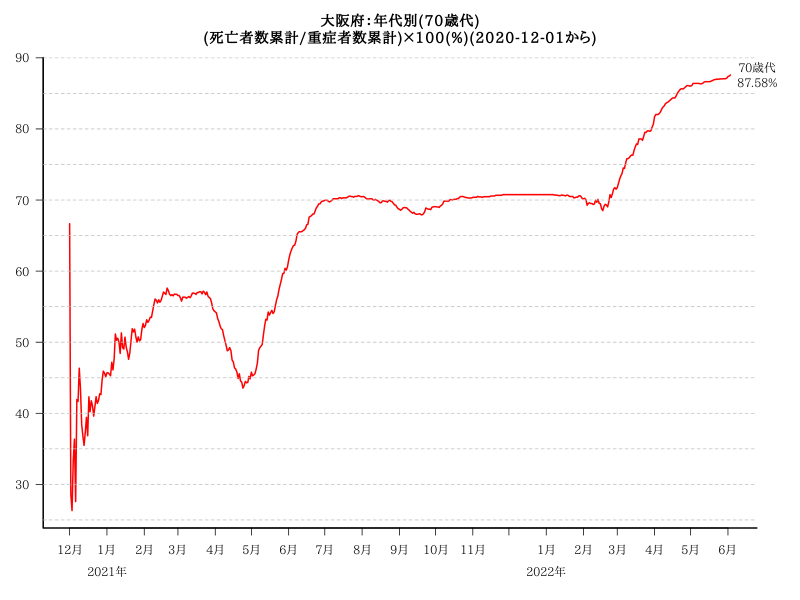 大阪府：年代別(70歳代)
(死亡者数累計/重症者数累計)×100(%)(2020-12-01から)
90
80
70
60
50
40
30
70歳代
87.58%
12月 1月 2月 3月 4月 5月 6月 7月 8月 9月 10月 11月 1月 2月 3月 4月 5月 6月
2021年 2022年